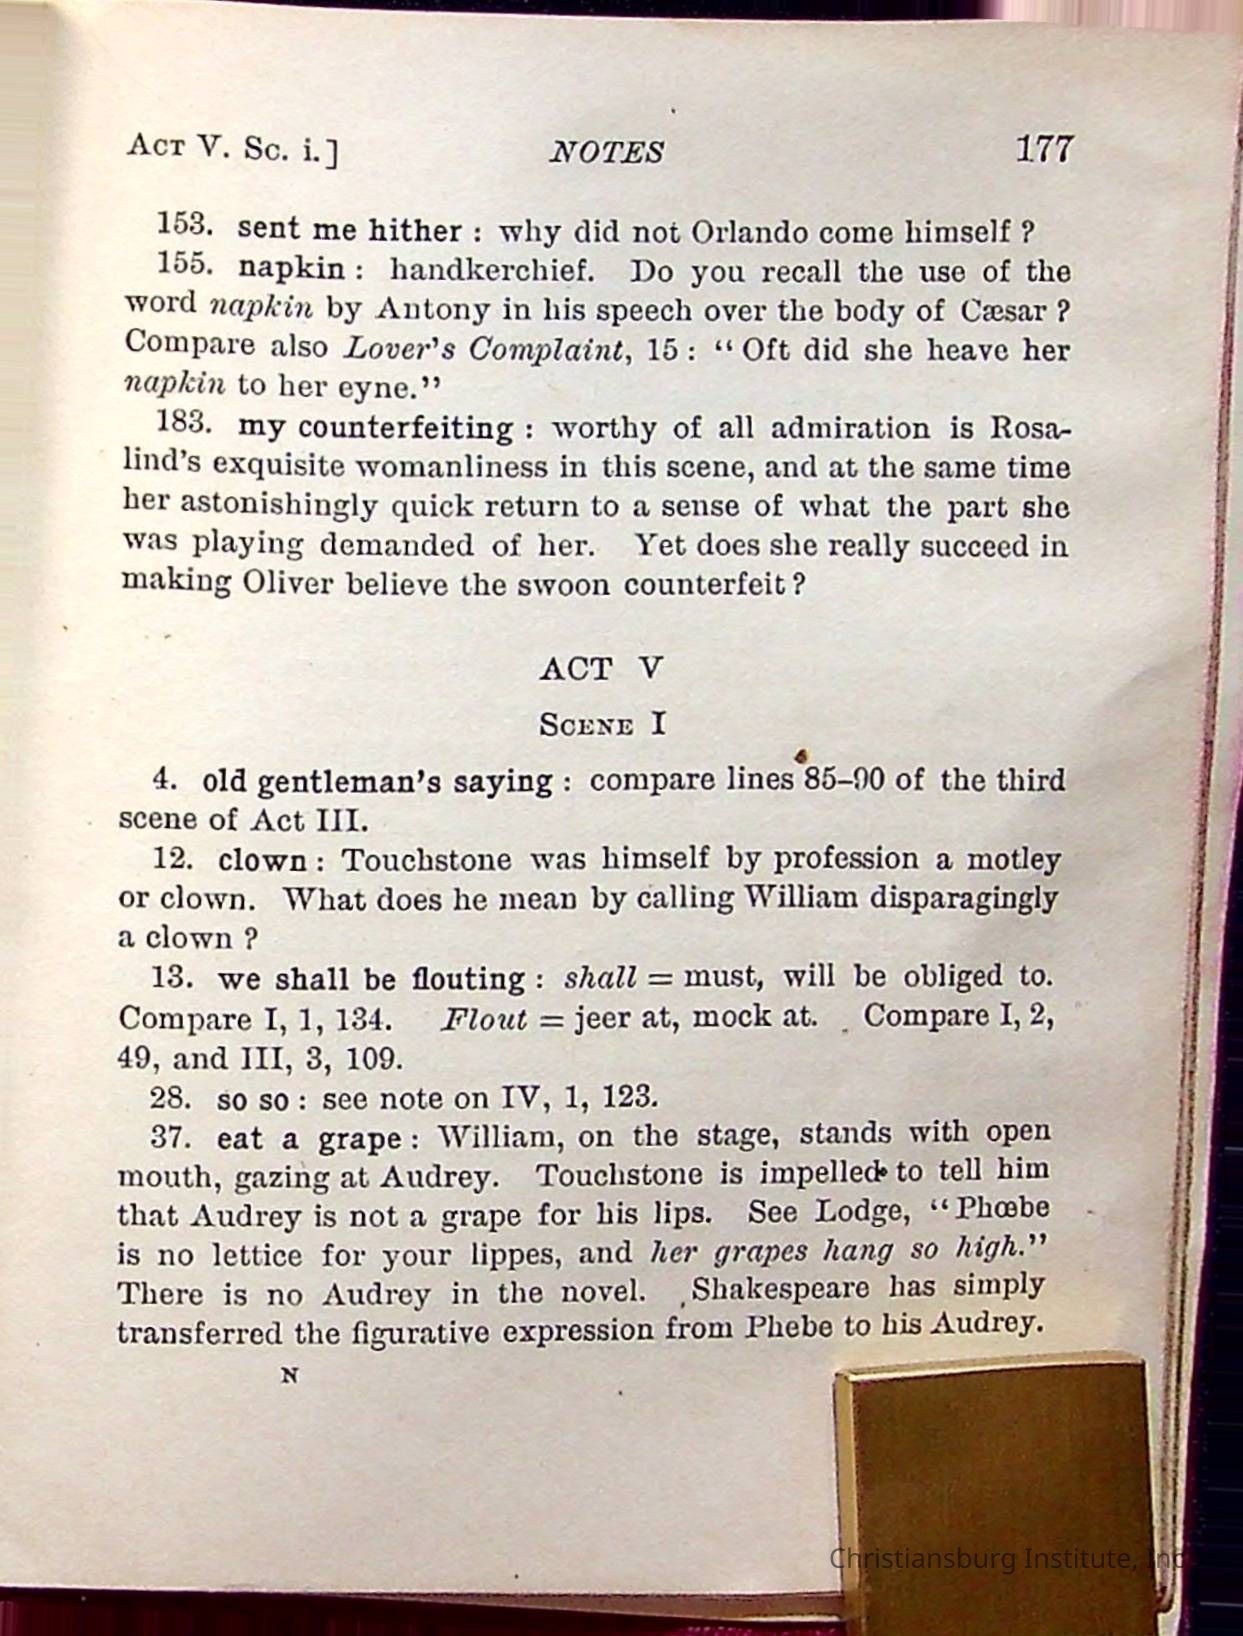 ACT V. Sc. i.] NOTES 177
153. sent me hither : why did not Orlando come himself ?
155. napkin : handkerchief. Do you recall the use of the
word napkin by Antony in his speech over the body of Cæsar ?
Compare also Lover's Complaint, 15 : “ Oft did she heave her
napkin to her eyne.”
183. my counterfeiting : worthy of all admiration is Rosa-
lind's exquisite womanliness in this scene, and at the same time
her astonishingly quick return to a sense of what the part she
was playing demanded of her. Yet does she really succeed in
making Oliver believe the swoon counterfeit ?
ACT V
SCENE I
4. old gentleman's saying : compare lines 85–90 of the third
scene of Act III.
12. clown : Touchstone was himself by profession a motley
or clown. What does he mean by calling William disparagingly
a clown ?
13. we shall be flouting : shall = must, will be obliged to.
Compare I, 1, 134. Flout = jeer at, mock at. Compare I, 2,
49, and III, 3, 109.
28. so so : see note on IV, 1, 123.
37. eat a grape : William, on the stage, stands with open
mouth, gazing at Audrey. Touchstone is impelled to tell him
that Audrey is not a grape for his lips. See Lodge, “ Phœbe
is no lettice for your lippes, and her grapes hang so high.”
There is no Audrey in the novel. Shakespeare has simply
transferred the figurative expression from Phebe to his Audrey.
N
Christiansburg Institute, Inc.